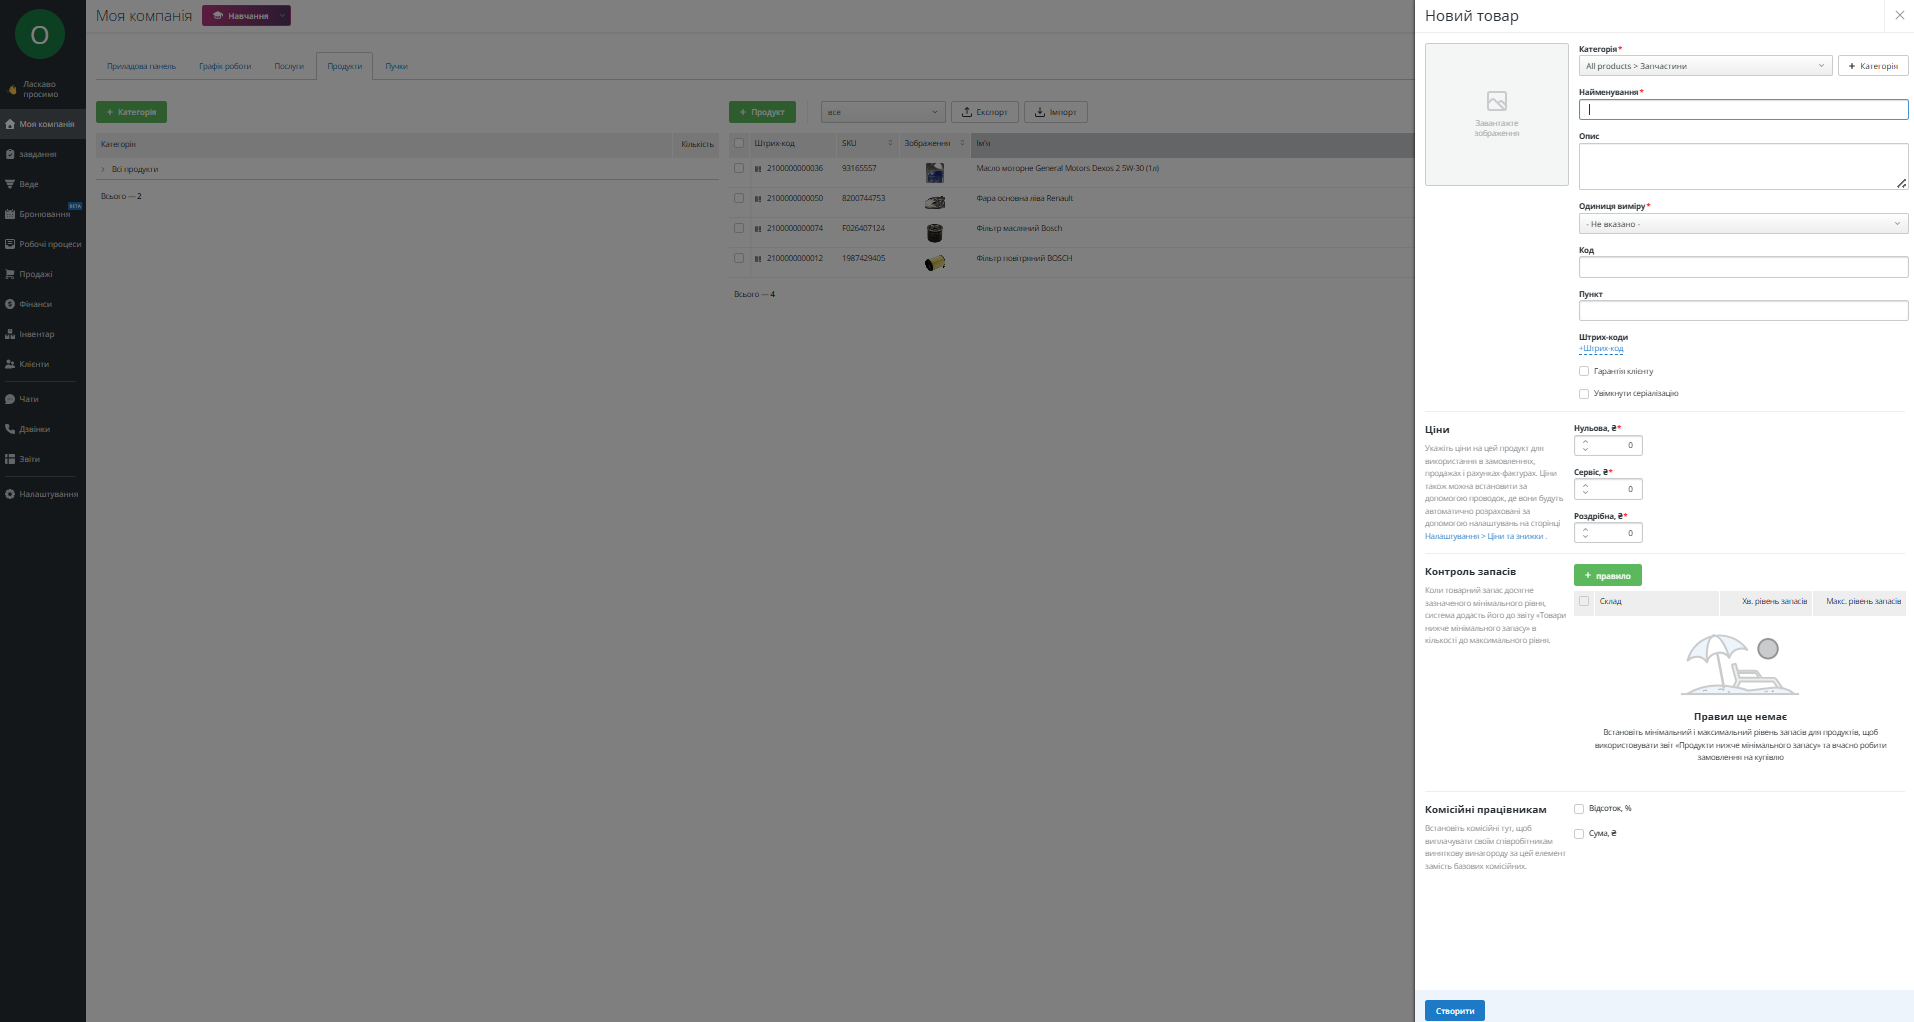 О
Моя компанія
Навчання
Ласкаво просимо
Моя компанія
завдання
Веде
Бронювання
BETA
Робочі процеси
Продажі
Фінанси
Інвентар
Клієнти
Чати
Дзвінки
Звіти
Налаштування
Приладова панель
Графік роботи
Послуги
Продукти
Пучки
+ Категорія
Категорія
Кількість
Всі продукти
Всього — 2
+ Продукт
все
Експорт
Імпорт
Штрих-код
SKU
Зображення
Ім'я
2100000000036 93165557 Масло моторне General Motors Dexos 2 5W-30 (1л)
2100000000050 8200744753 Фара основна ліва Renault
2100000000074 F026407124 Фільтр масляний Bosch
2100000000012 1987429405 Фільтр повітряний BOSCH
Всього — 4
Новий товар
Завантажте
зображення
Категорія*
All products > Запчастини
+ Категорія
Найменування*
Опис
Одиниця виміру*
- Не вказано -
Код
Пункт
Штрих-коди
+Штрих-код
Гарантія клієнту
Увімкнути серіалізацію
Ціни
Укажіть ціни на цей продукт для
використання в замовленнях,
продажах і рахунках-фактурах. Ціни
також можна встановити за
допомогою проводок, де вони будуть
автоматично розраховані за
допомогою налаштувань на сторінці
Налаштування > Ціни та знижки .
Нульова, ₴*
0
Сервіс, ₴*
0
Роздрібна, ₴*
0
Контроль запасів
Коли товарний запас досягне
зазначеного мінімального рівня,
система додасть його до звіту «Товари
нижче мінімального запасу» в
кількості до максимального рівня.
+ правило
Склад
Хв. рівень запасів
Макс. рівень запасів
Правил ще немає
Встановіть мінімальний і максимальний рівень запасів для продуктів, щоб
використовувати звіт «Продукти нижче мінімального запасу» та вчасно робити
замовлення на купівлю
Комісійні працівникам
Встановіть комісійні тут, щоб
виплачувати своїм співробітникам
виняткову винагороду за цей елемент
замість базових комісійних.
Відсоток, %
Сума, ₴
Створити